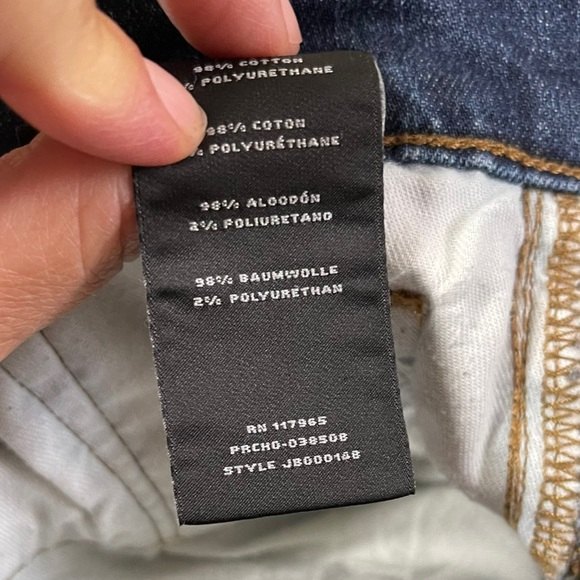 98% COTTON
% POLYURETHANE
98% COTON
% POLYURÉTHANE
98% ALGODÓN
2% POLIURETANO
98% BAUMWOLLE
2% POLYURÉTHAN
RN 117965
PRCHO-038508
STYLE JB000148